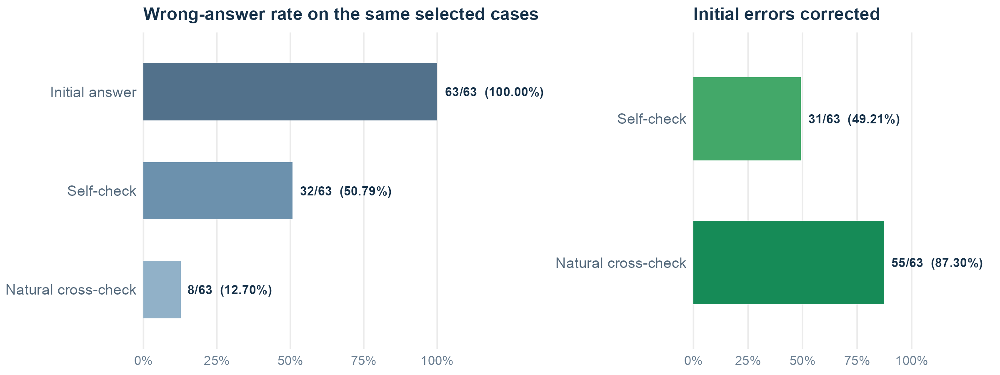 Wrong-answer rate on the same selected cases
Initial answer
63/63 (100.00%)
Self-check
32/63 (50.79%)
Natural cross-check
8/63 (12.70%)
0% 25% 50% 75% 100%
Initial errors corrected
Self-check
31/63 (49.21%)
Natural cross-check
55/63 (87.30%)
0% 25% 50% 75% 100%